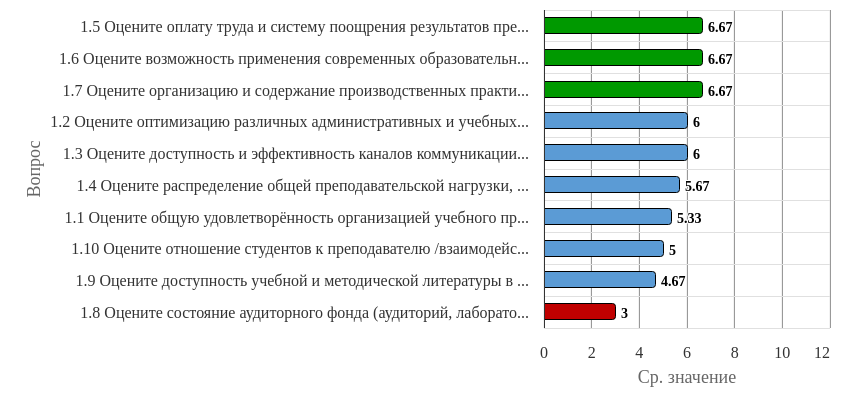 1.5 Оцените оплату труда и систему поощрения результатов пре... 6.67
1.6 Оцените возможность применения современных образовательн... 6.67
1.7 Оцените организацию и содержание производственных практи... 6.67
1.2 Оцените оптимизацию различных административных и учебных... 6
1.3 Оцените доступность и эффективность каналов коммуникации... 6
1.4 Оцените распределение общей преподавательской нагрузки, ... 5.67
1.1 Оцените общую удовлетворённость организацией учебного пр... 5.33
1.10 Оцените отношение студентов к преподавателю /взаимодейс... 5
1.9 Оцените доступность учебной и методической литературы в ... 4.67
1.8 Оцените состояние аудиторного фонда (аудиторий, лаборато... 3
Вопрос
0 2 4 6 8 10 12
Ср. значение